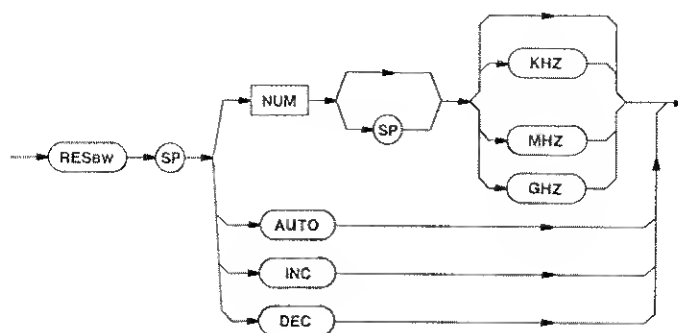 KHZ
NUM
SP
RESBW SP
MHZ
GHZ
AUTO
INC
DEC